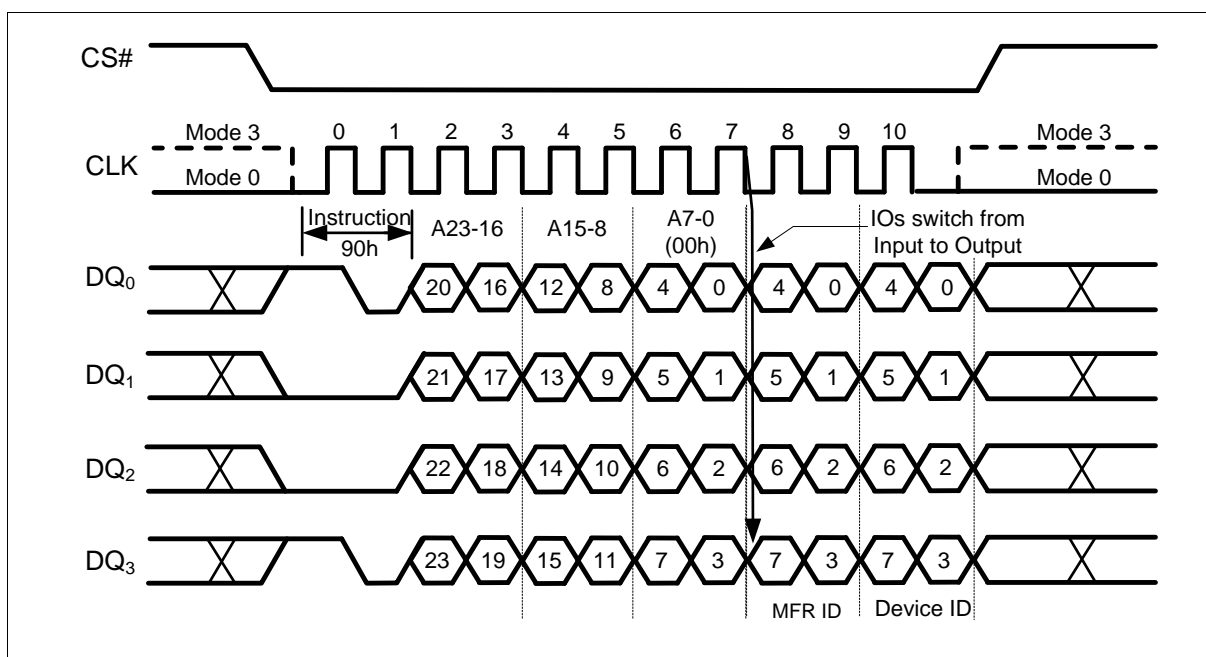 CS#
Mode 3 0 1 2 3 4 5 6 7 8 9 10 Mode 3
CLK
Mode 0 Mode 0
Instruction A23-16 A15-8 A7-0 IOs switch from
90h (00h) Input to Output
DQ0 20 16 12 8 4 0 4 0 4 0
DQ1 21 17 13 9 5 1 5 1 5 1
DQ2 22 18 14 10 6 2 6 2 6 2
DQ3 23 19 15 11 7 3 7 3 7 3
MFR ID Device ID